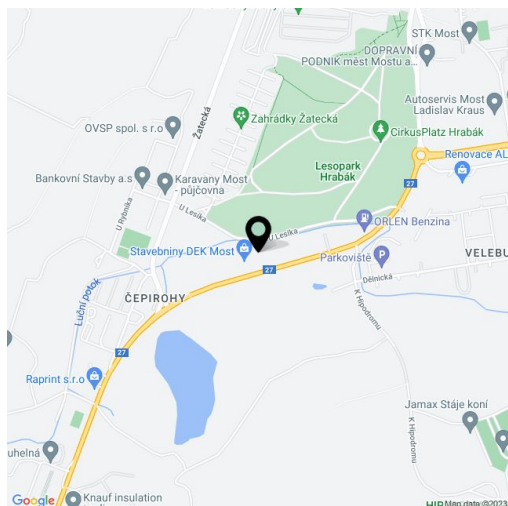 STK Most
DOPRAVNÍ
PODNIK měst Mostu a...
Autoservis Most
Ladislav Kraus
Zahrádky Žatecká
OVSP spol. s r.o
Žatecká
CirkusPlatz Hrabák
Renovace AL
Lesopark
Hrabák
Bankovní Stavby a.s
Karavany Most
- půjčovna
27
U Rybníka
U Lesíka
ORLEN Benzina
U Lesíka
Stavebniny DEK Most
Parkoviště
VELEBU
27
Dělnická
Luční potok
ČEPIROHY
K Hipodromu
27
Raprint s.r.o
Jamax Stáje koní
K Hipodromu
uhelná
Knauf insulation
Google
HIP
Map data ©2023